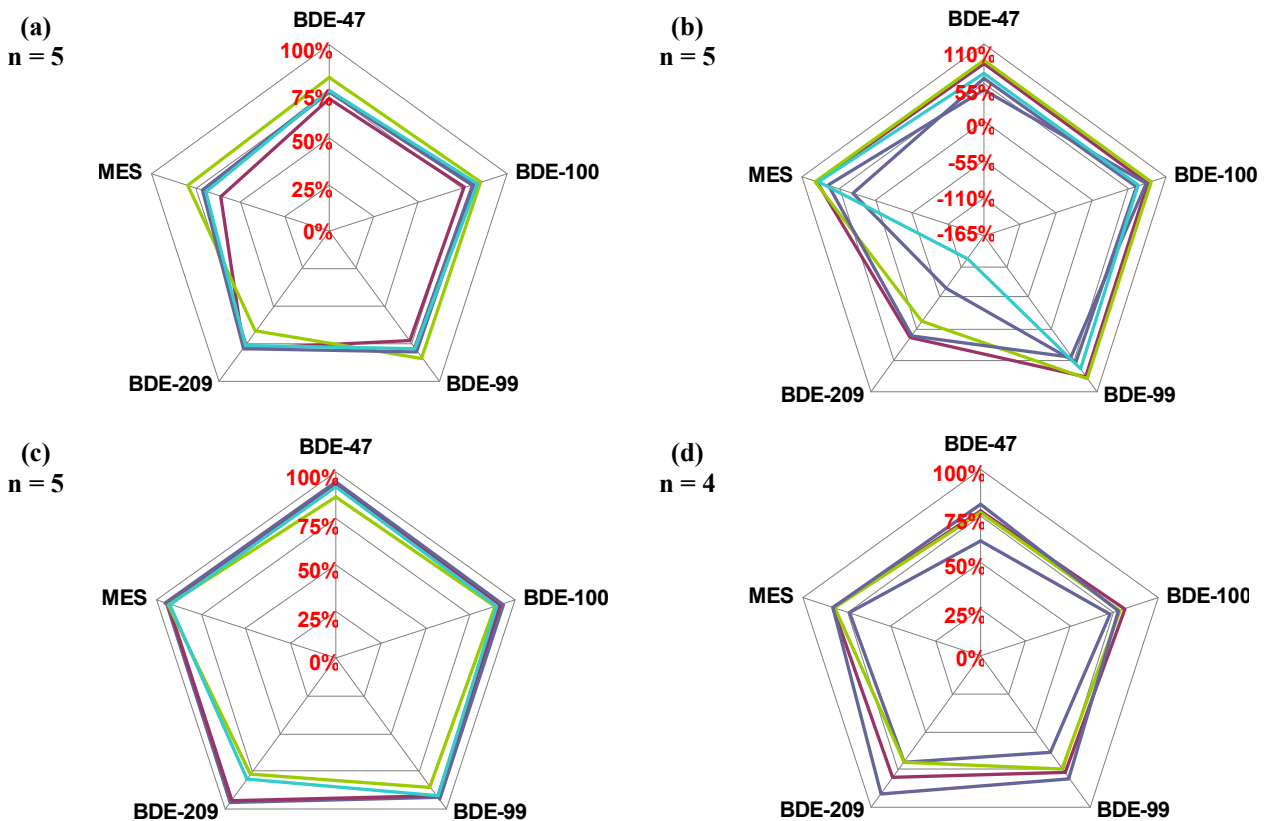 (a)
n = 5
BDE-47
100%
75%
50%
25%
0%
MES
BDE-100
BDE-209
BDE-99
(b)
n = 5
BDE-47
110%
55%
0%
-55%
-110%
-165%
MES
BDE-100
BDE-209
BDE-99
(c)
n = 5
BDE-47
100%
75%
50%
25%
0%
MES
BDE-100
BDE-209
BDE-99
(d)
n = 4
BDE-47
100%
75%
50%
25%
0%
MES
BDE-100
BDE-209
BDE-99